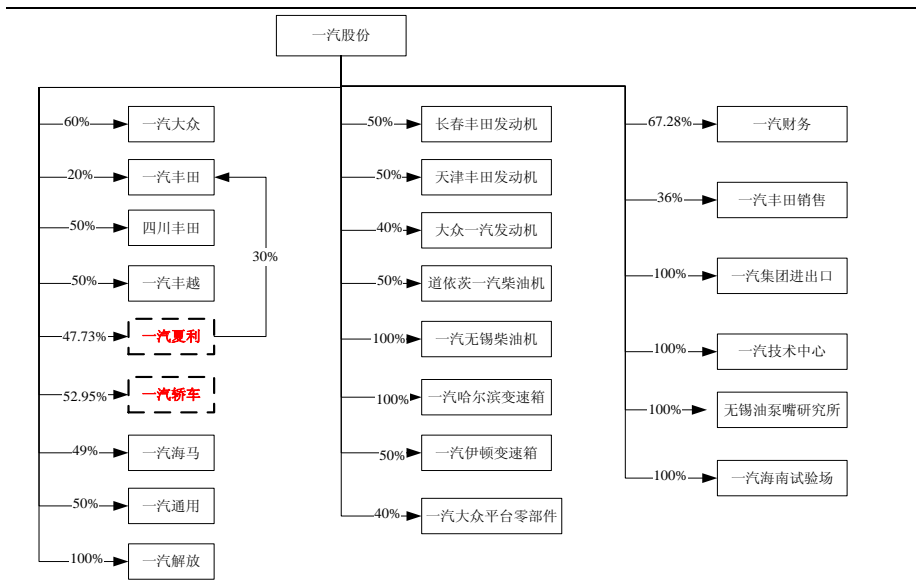 一汽股份
60%
一汽大众
20%
一汽丰田
50%
四川丰田
30%
50%
一汽丰越
47.73%
一汽夏利
52.95%
一汽轿车
49%
一汽海马
50%
一汽通用
100%
一汽解放
50%
长春丰田发动机
50%
天津丰田发动机
40%
大众一汽发动机
50%
道依茨一汽柴油机
100%
一汽无锡柴油机
100%
一汽哈尔滨变速箱
50%
一汽伊顿变速箱
40%
一汽大众平台零部件
67.28%
一汽财务
36%
一汽丰田销售
100%
一汽集团进出口
100%
一汽技术中心
100%
无锡油泵嘴研究所
100%
一汽海南试验场